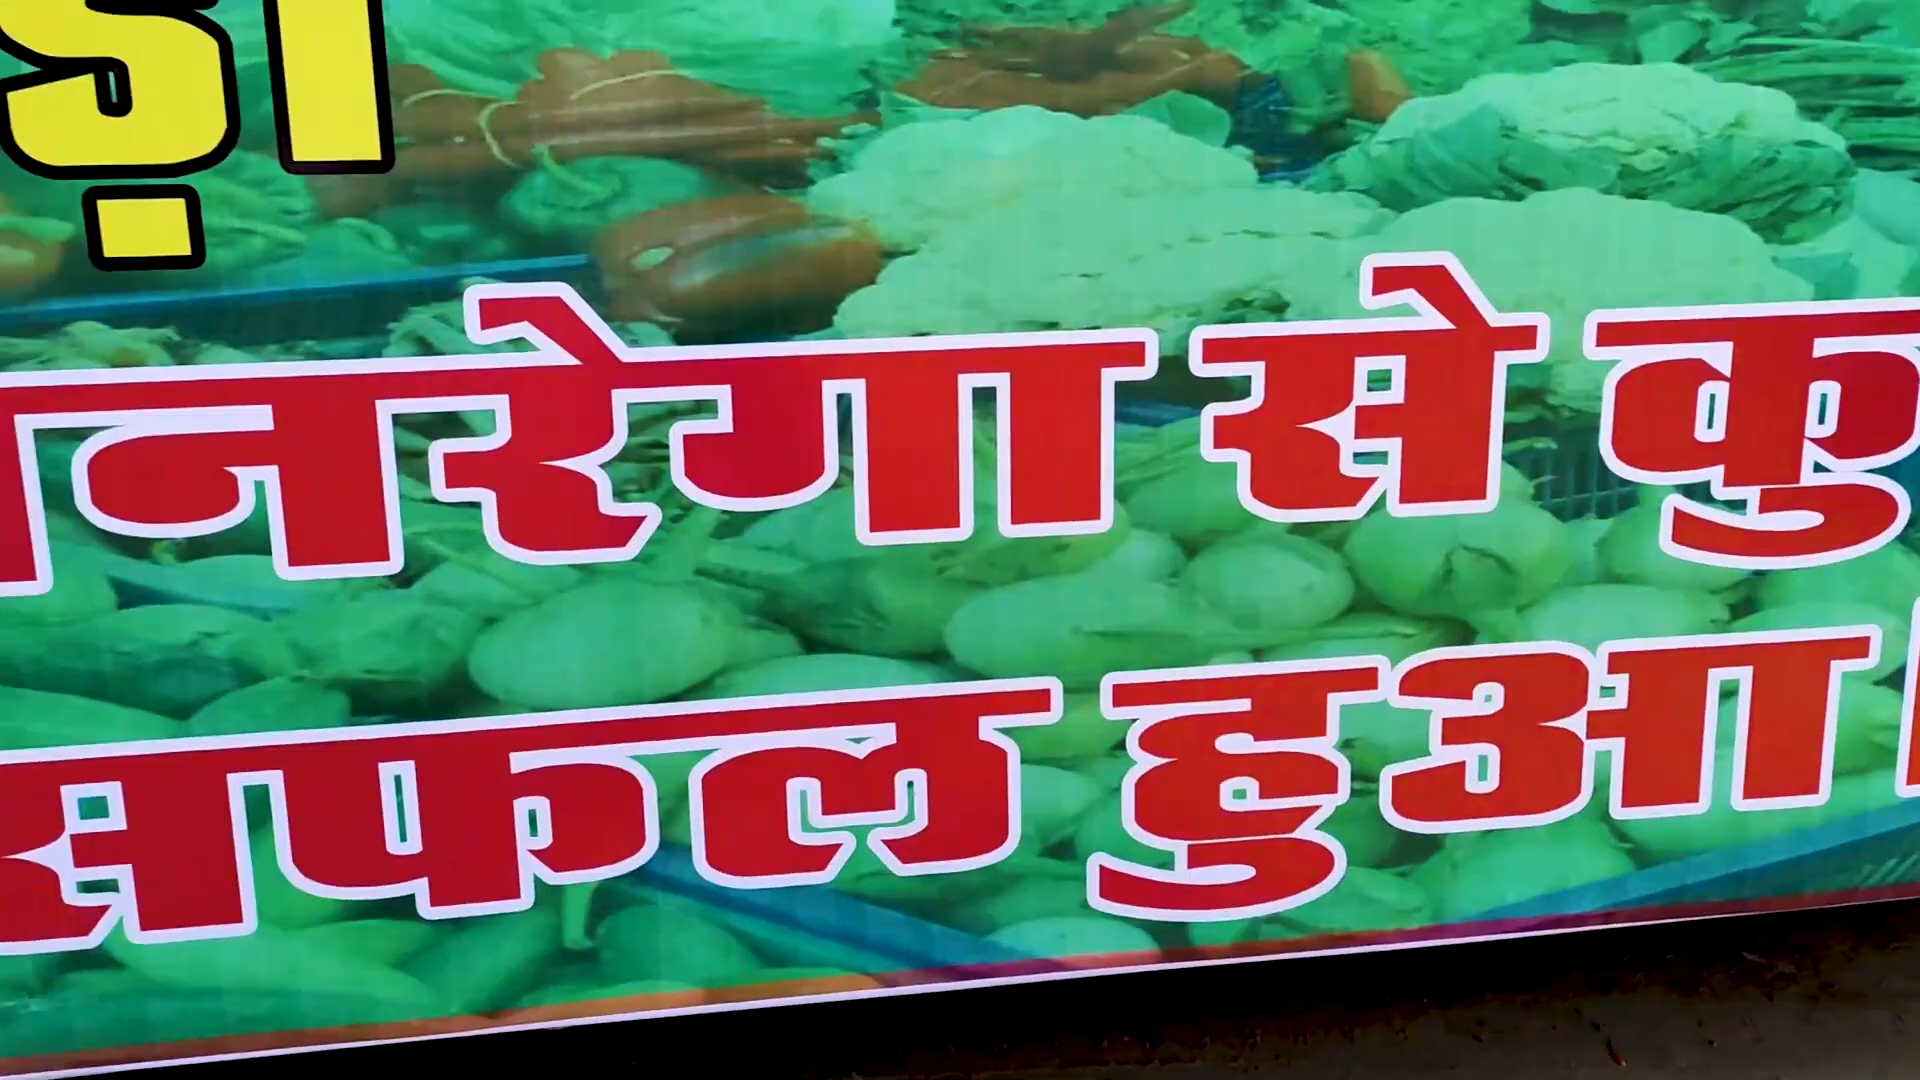 ड़ा
नरेगा से कु
सफल हुआ।